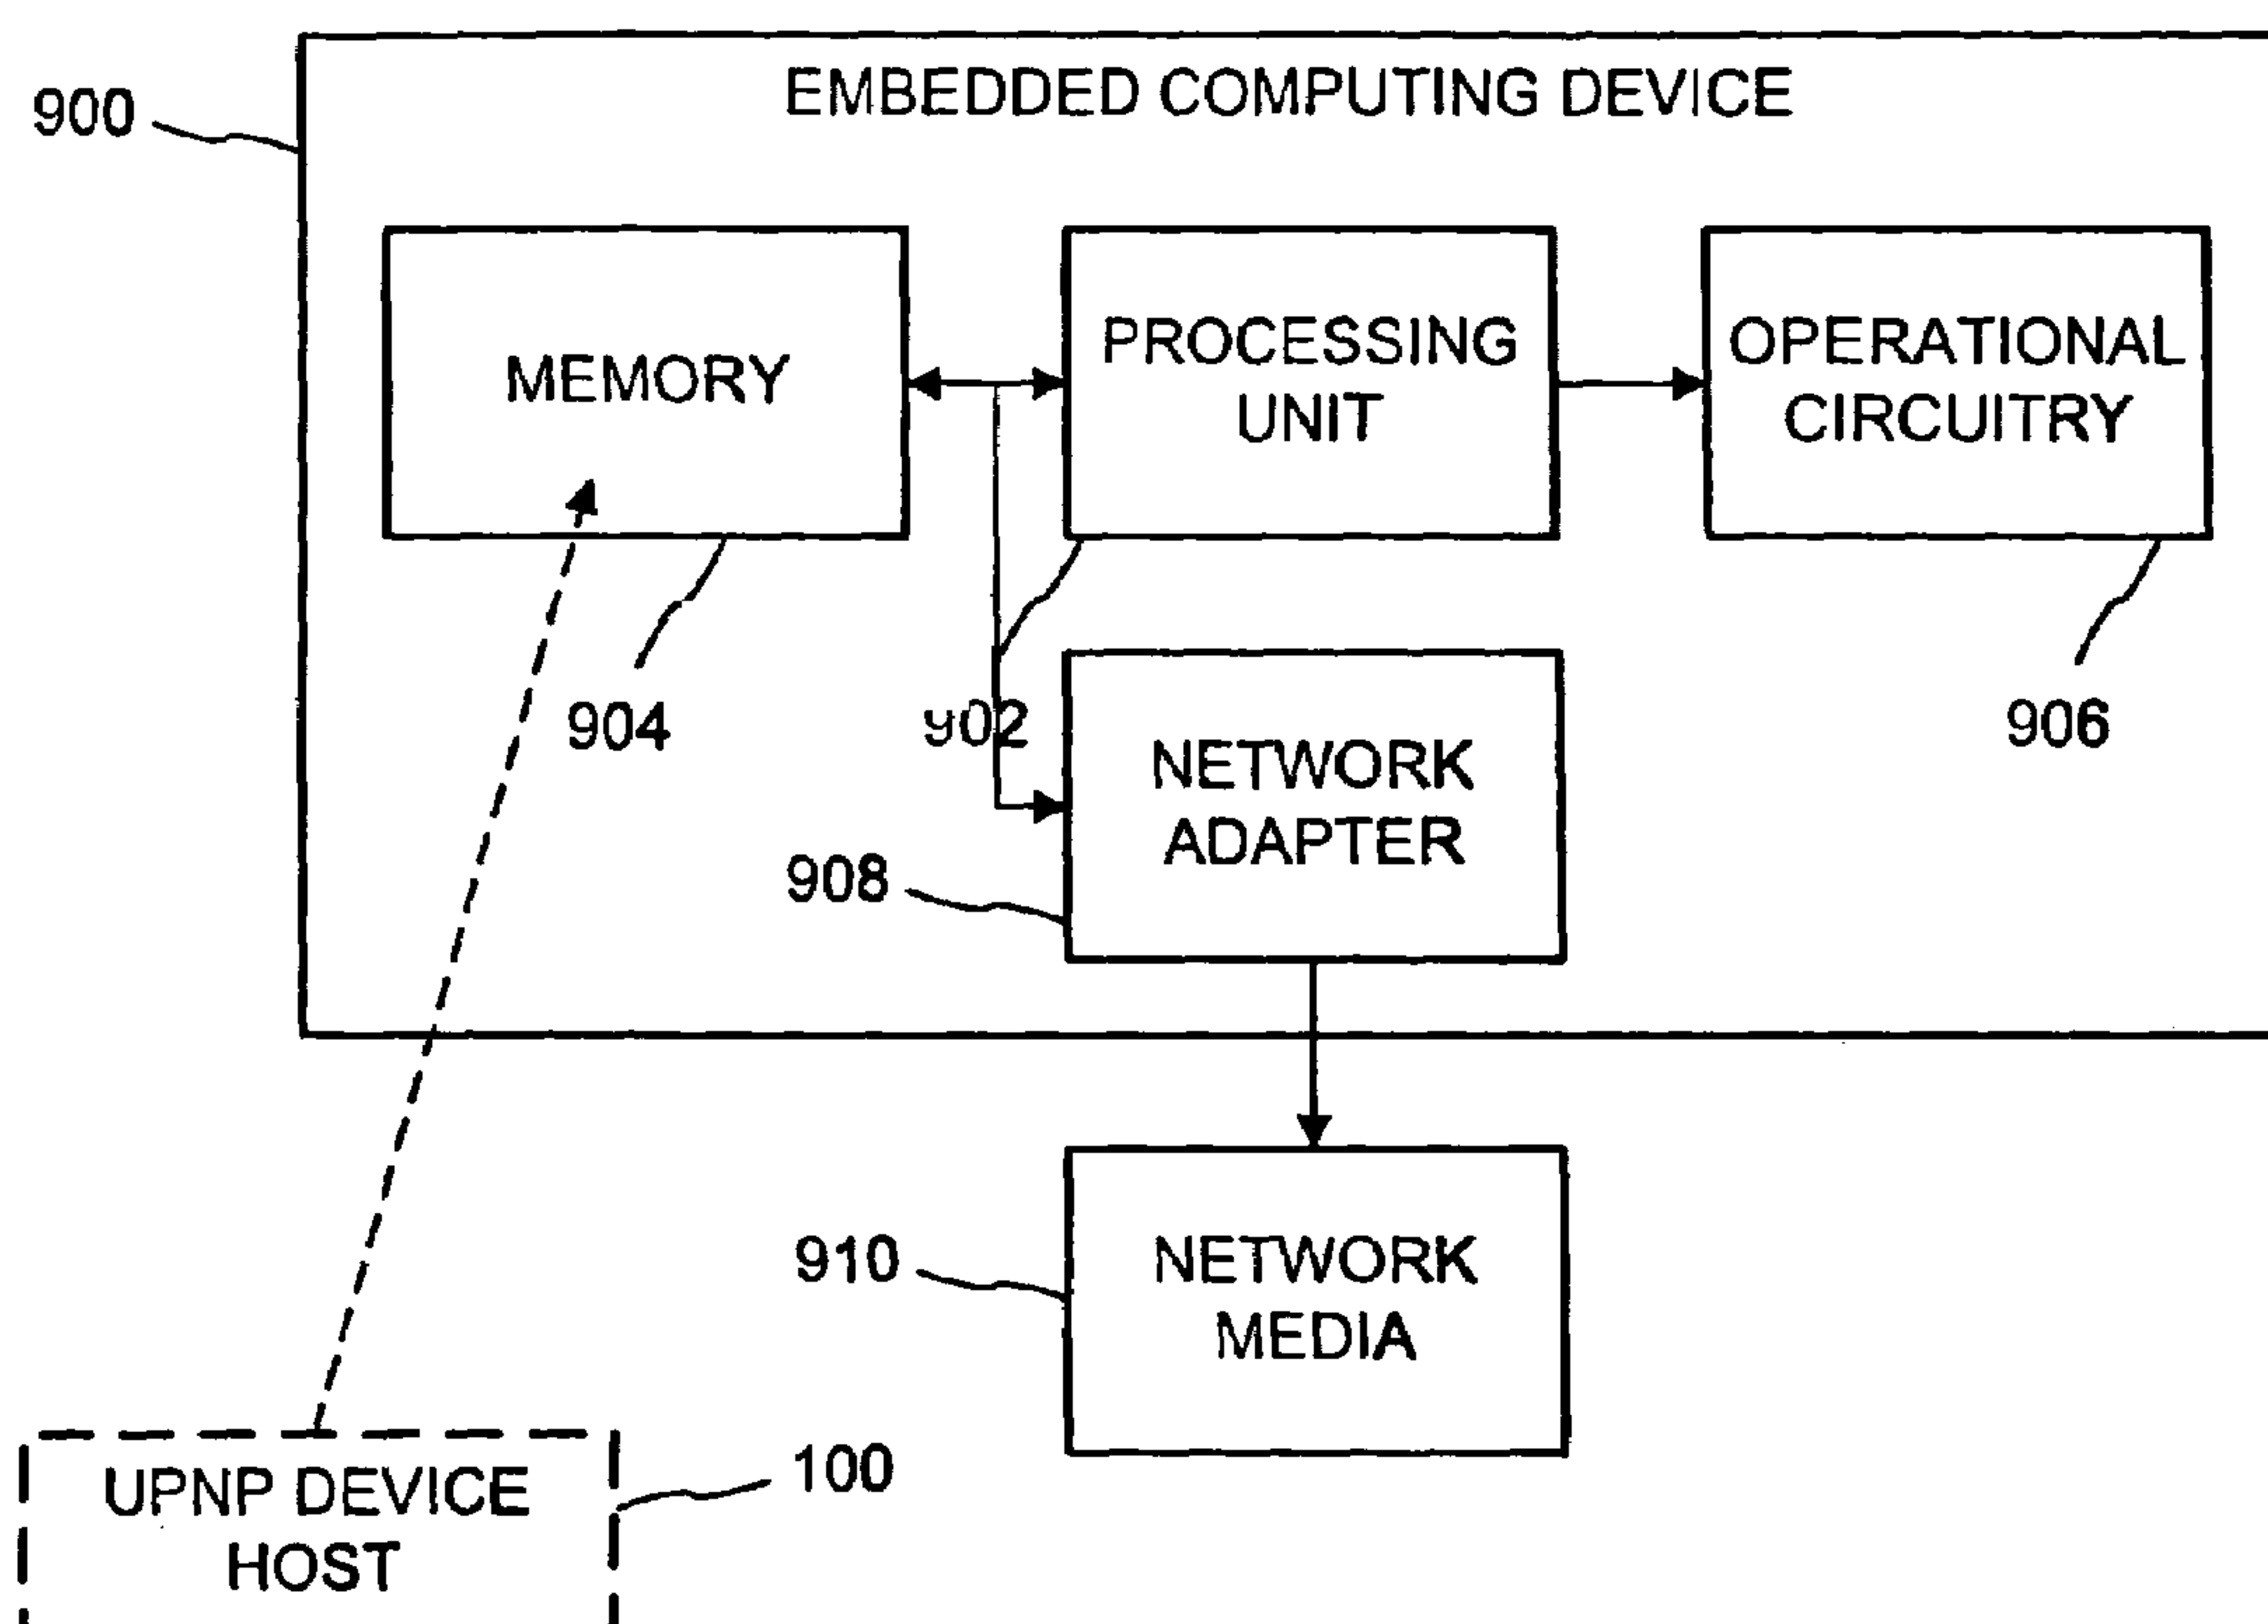 EMBEDDED COMPUTING DEVICE
900
MEMORY
PROCESSING
UNIT
OPERATIONAL
CIRCUITRY
904
902
906
NETWORK
ADAPTER
908
910
NETWORK
MEDIA
100
UPNP DEVICE
HOST